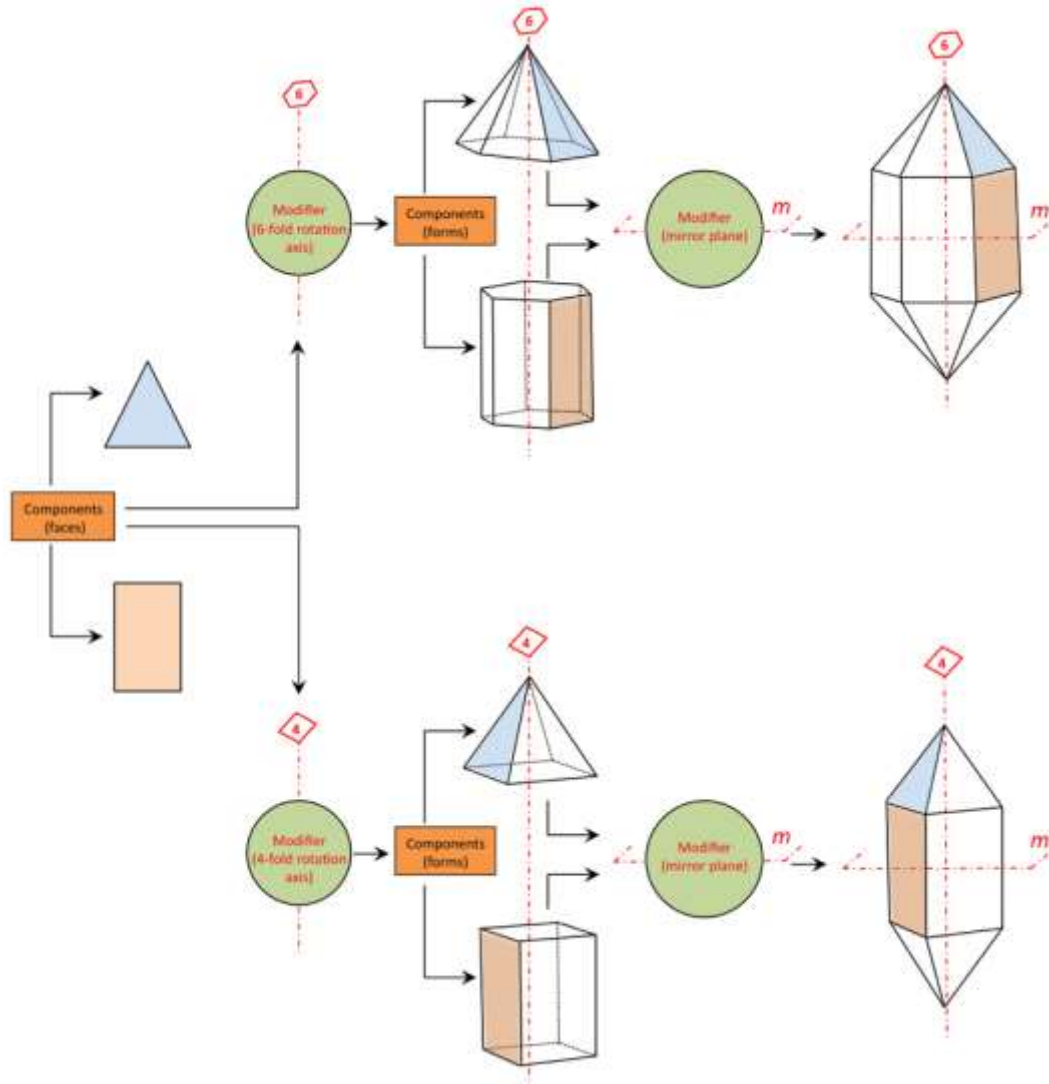 6
6
6
Modifier
(6-fold rotation
axis)
Components
(forms)
Modifier
(mirror plane)
m
m
Components
(faces)
4
4
4
Modifier
(4-fold rotation
axis)
Components
(forms)
Modifier
(mirror plane)
m
m